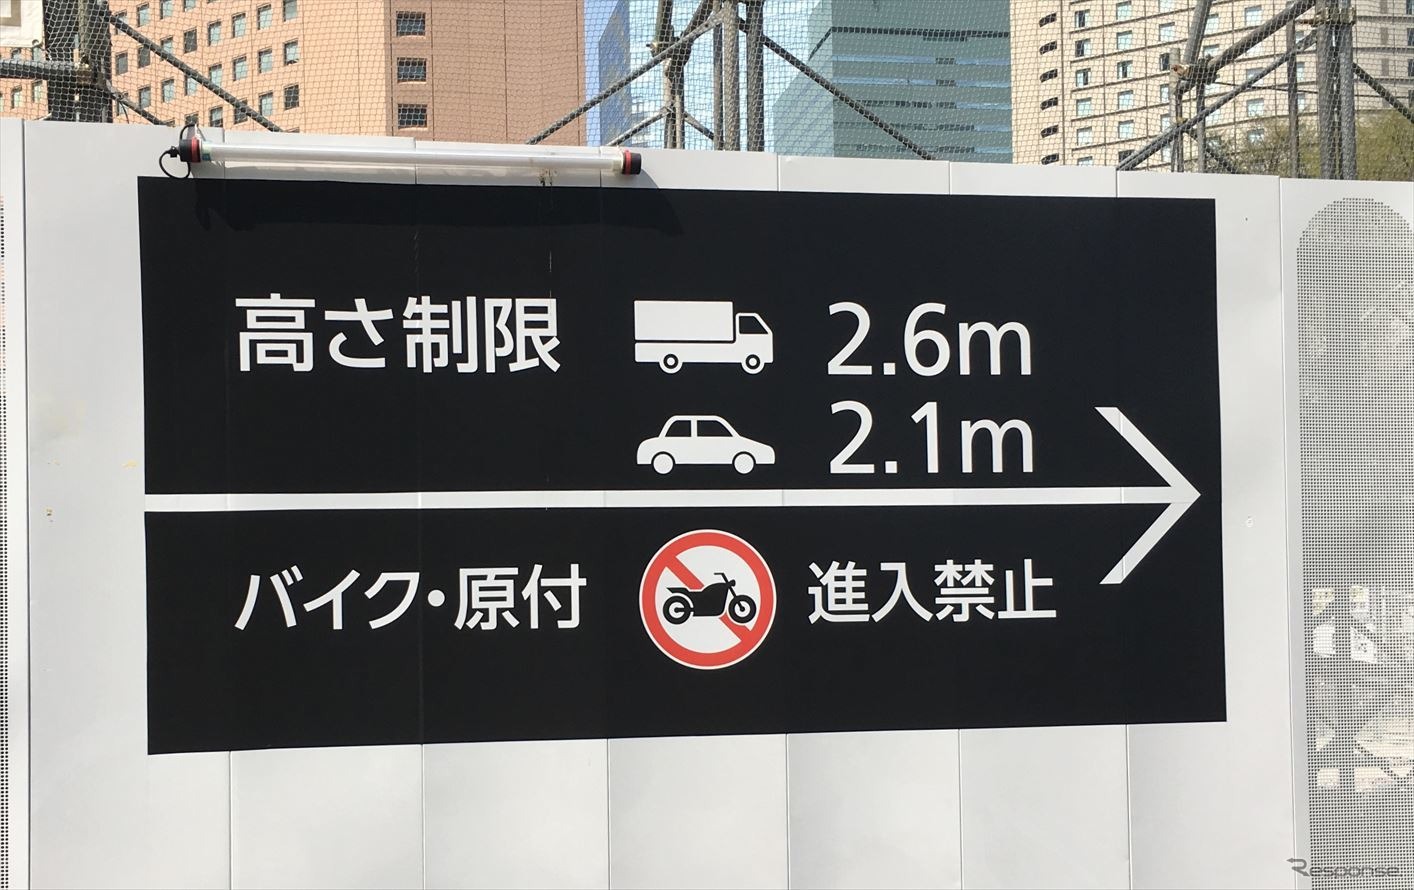 高さ制限 2.6m
2.1m
バイク・原付 進入禁止
Response.